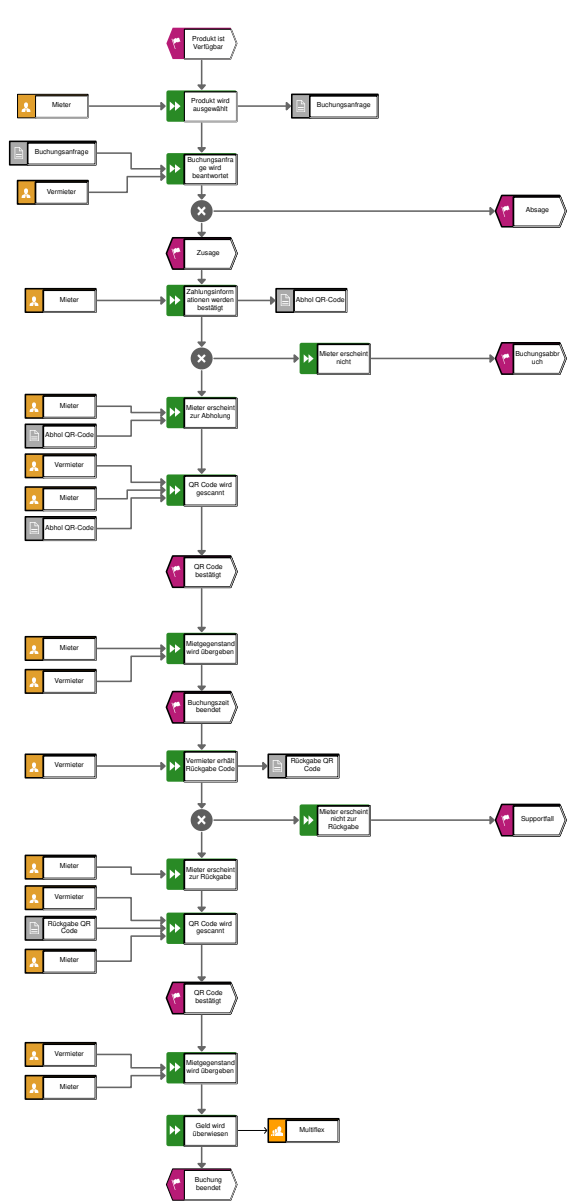 Produkt ist
Verfügbar
Mieter
Produkt wird
ausgewählt
Buchungsanfrage
Buchungsanfrage
Buchungsanfra
ge wird
beantwortet
Vermieter
Absage
Zusage
Mieter
Zahlungsinform
ationen werden
bestätigt
Abhol QR-Code
Mieter erscheint
nicht
Buchungsabb
ruch
Mieter
Mieter erscheint
zur Abholung
Abhol QR-Code
Vermieter
QR Code wird
gescannt
Mieter
Abhol QR-Code
QR Code
bestätigt
Mieter
Mietgegenstand
wird übergeben
Vermieter
Buchungszeit
beendet
Vermieter
Vermieter erhält
Rückgabe Code
Rückgabe QR
Code
Mieter erscheint
nicht zur
Rückgabe
Supportfall
Mieter
Mieter erscheint
zur Rückgabe
Vermieter
Rückgabe QR
Code
QR Code wird
gescannt
Mieter
QR Code
bestätigt
Vermieter
Mietgegenstand
wird übergeben
Mieter
Geld wird
überwiesen
Multiflex
Buchung
beendet